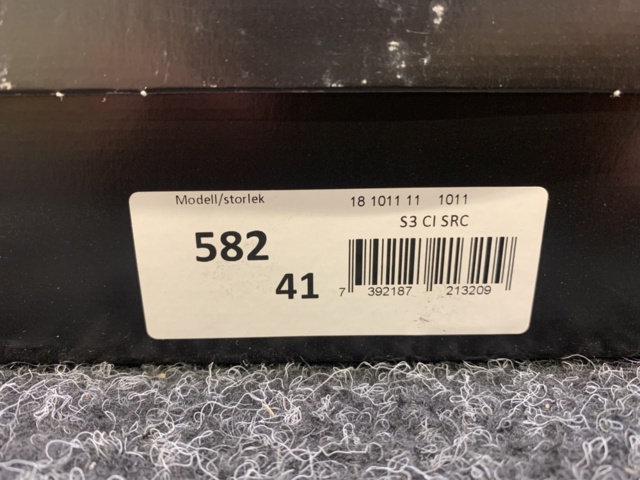 Modell/storlek
18 1011 11 1011
S3 CI SRC
582
41
7 392187 213209